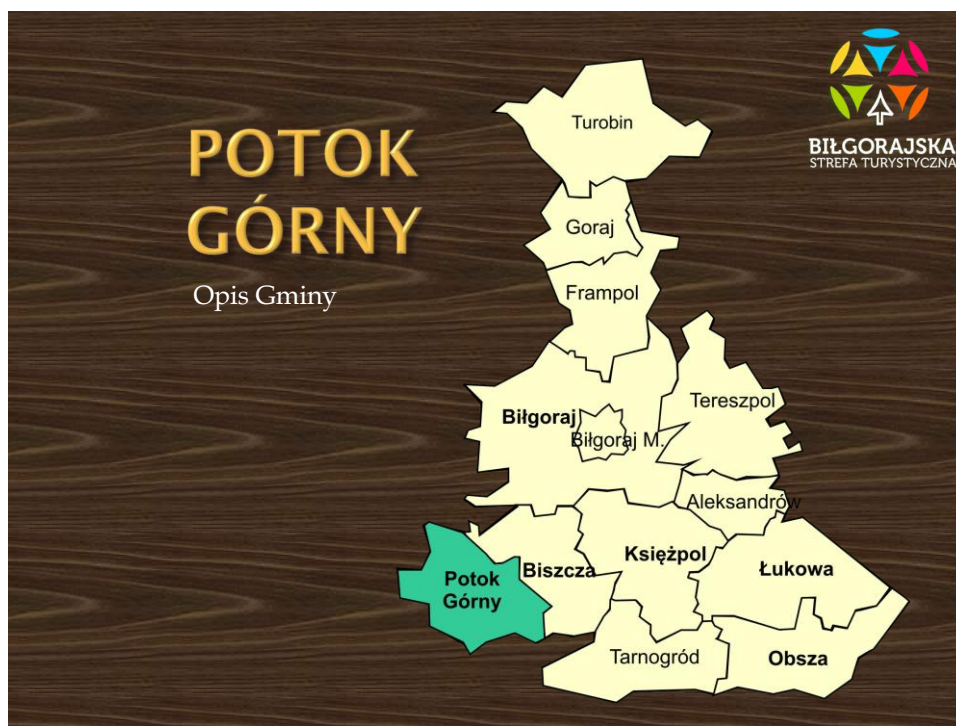 POTOK
GÓRNY
Opis Gminy
BIŁGORAJSKA
STREFA TURYSTYCZNA
Turobin
Goraj
Frampol
Tereszpol
Biłgoraj
Biłgoraj M.
Aleksandrów
Księżpol
Biszcza
Łukowa
Potok
Górny
Tarnogród
Obsza